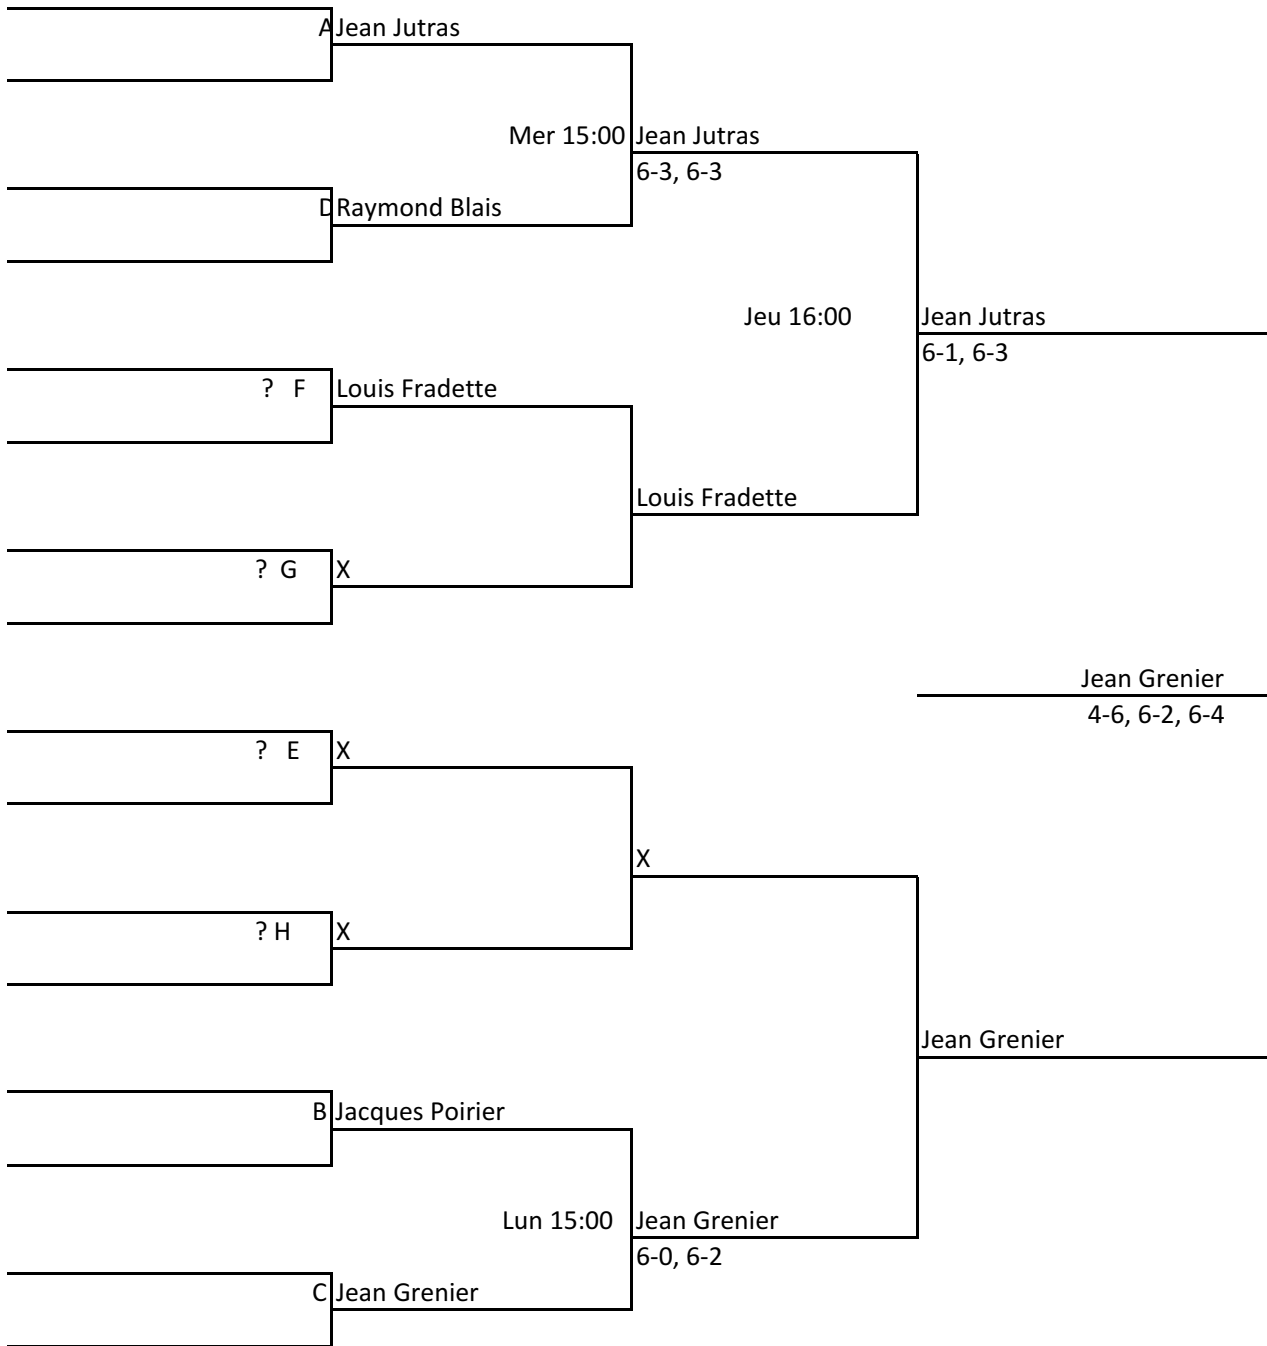 A Jean Jutras
Mer 15:00 Jean Jutras
6-3, 6-3
D Raymond Blais
Jeu 16:00 Jean Jutras
6-1, 6-3
? F Louis Fradette
Louis Fradette
? G X
Jean Grenier
4-6, 6-2, 6-4
? E X
X
? H X
Jean Grenier
B Jacques Poirier
Lun 15:00 Jean Grenier
6-0, 6-2
C Jean Grenier